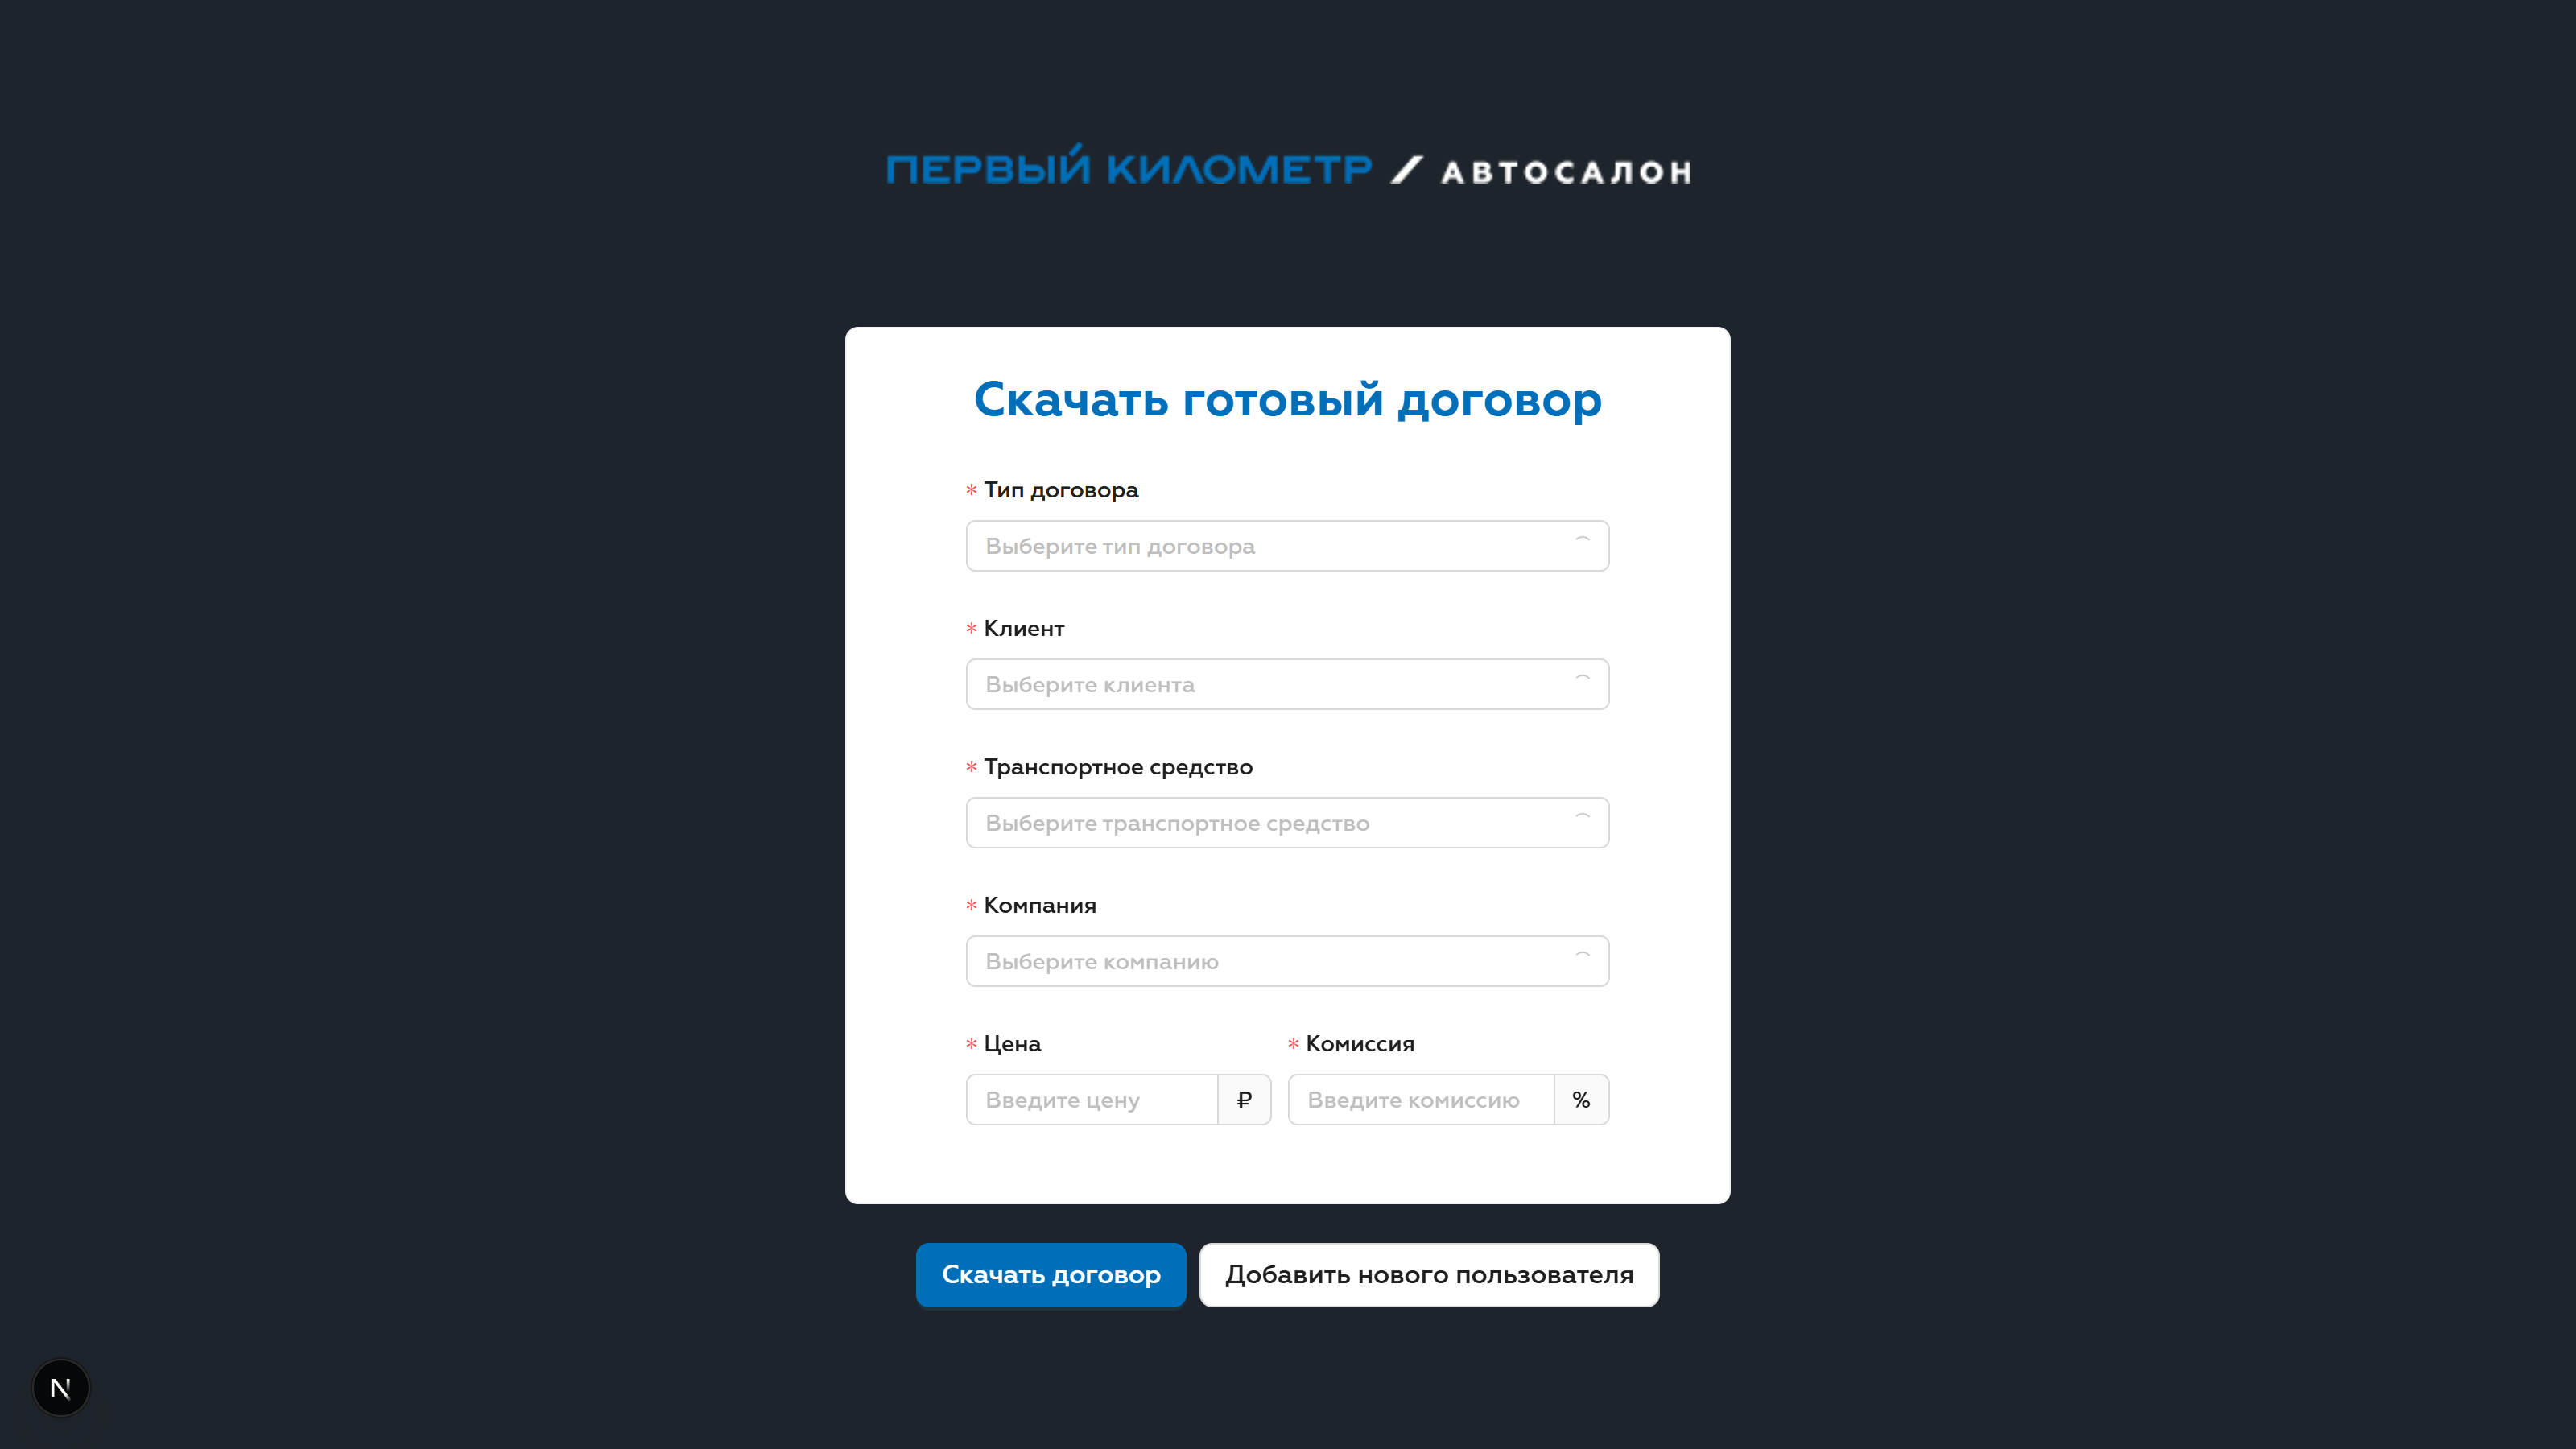 ПЕРВЫЙ КИЛОМЕТР / АВТОСАЛОН
Скачать готовый договор
* Тип договора
Выберите тип договора
* Клиент
Выберите клиента
* Транспортное средство
Выберите транспортное средство
* Компания
Выберите компанию
* Цена * Комиссия
Введите цену ₽ Введите комиссию %
Скачать договор Добавить нового пользователя
N